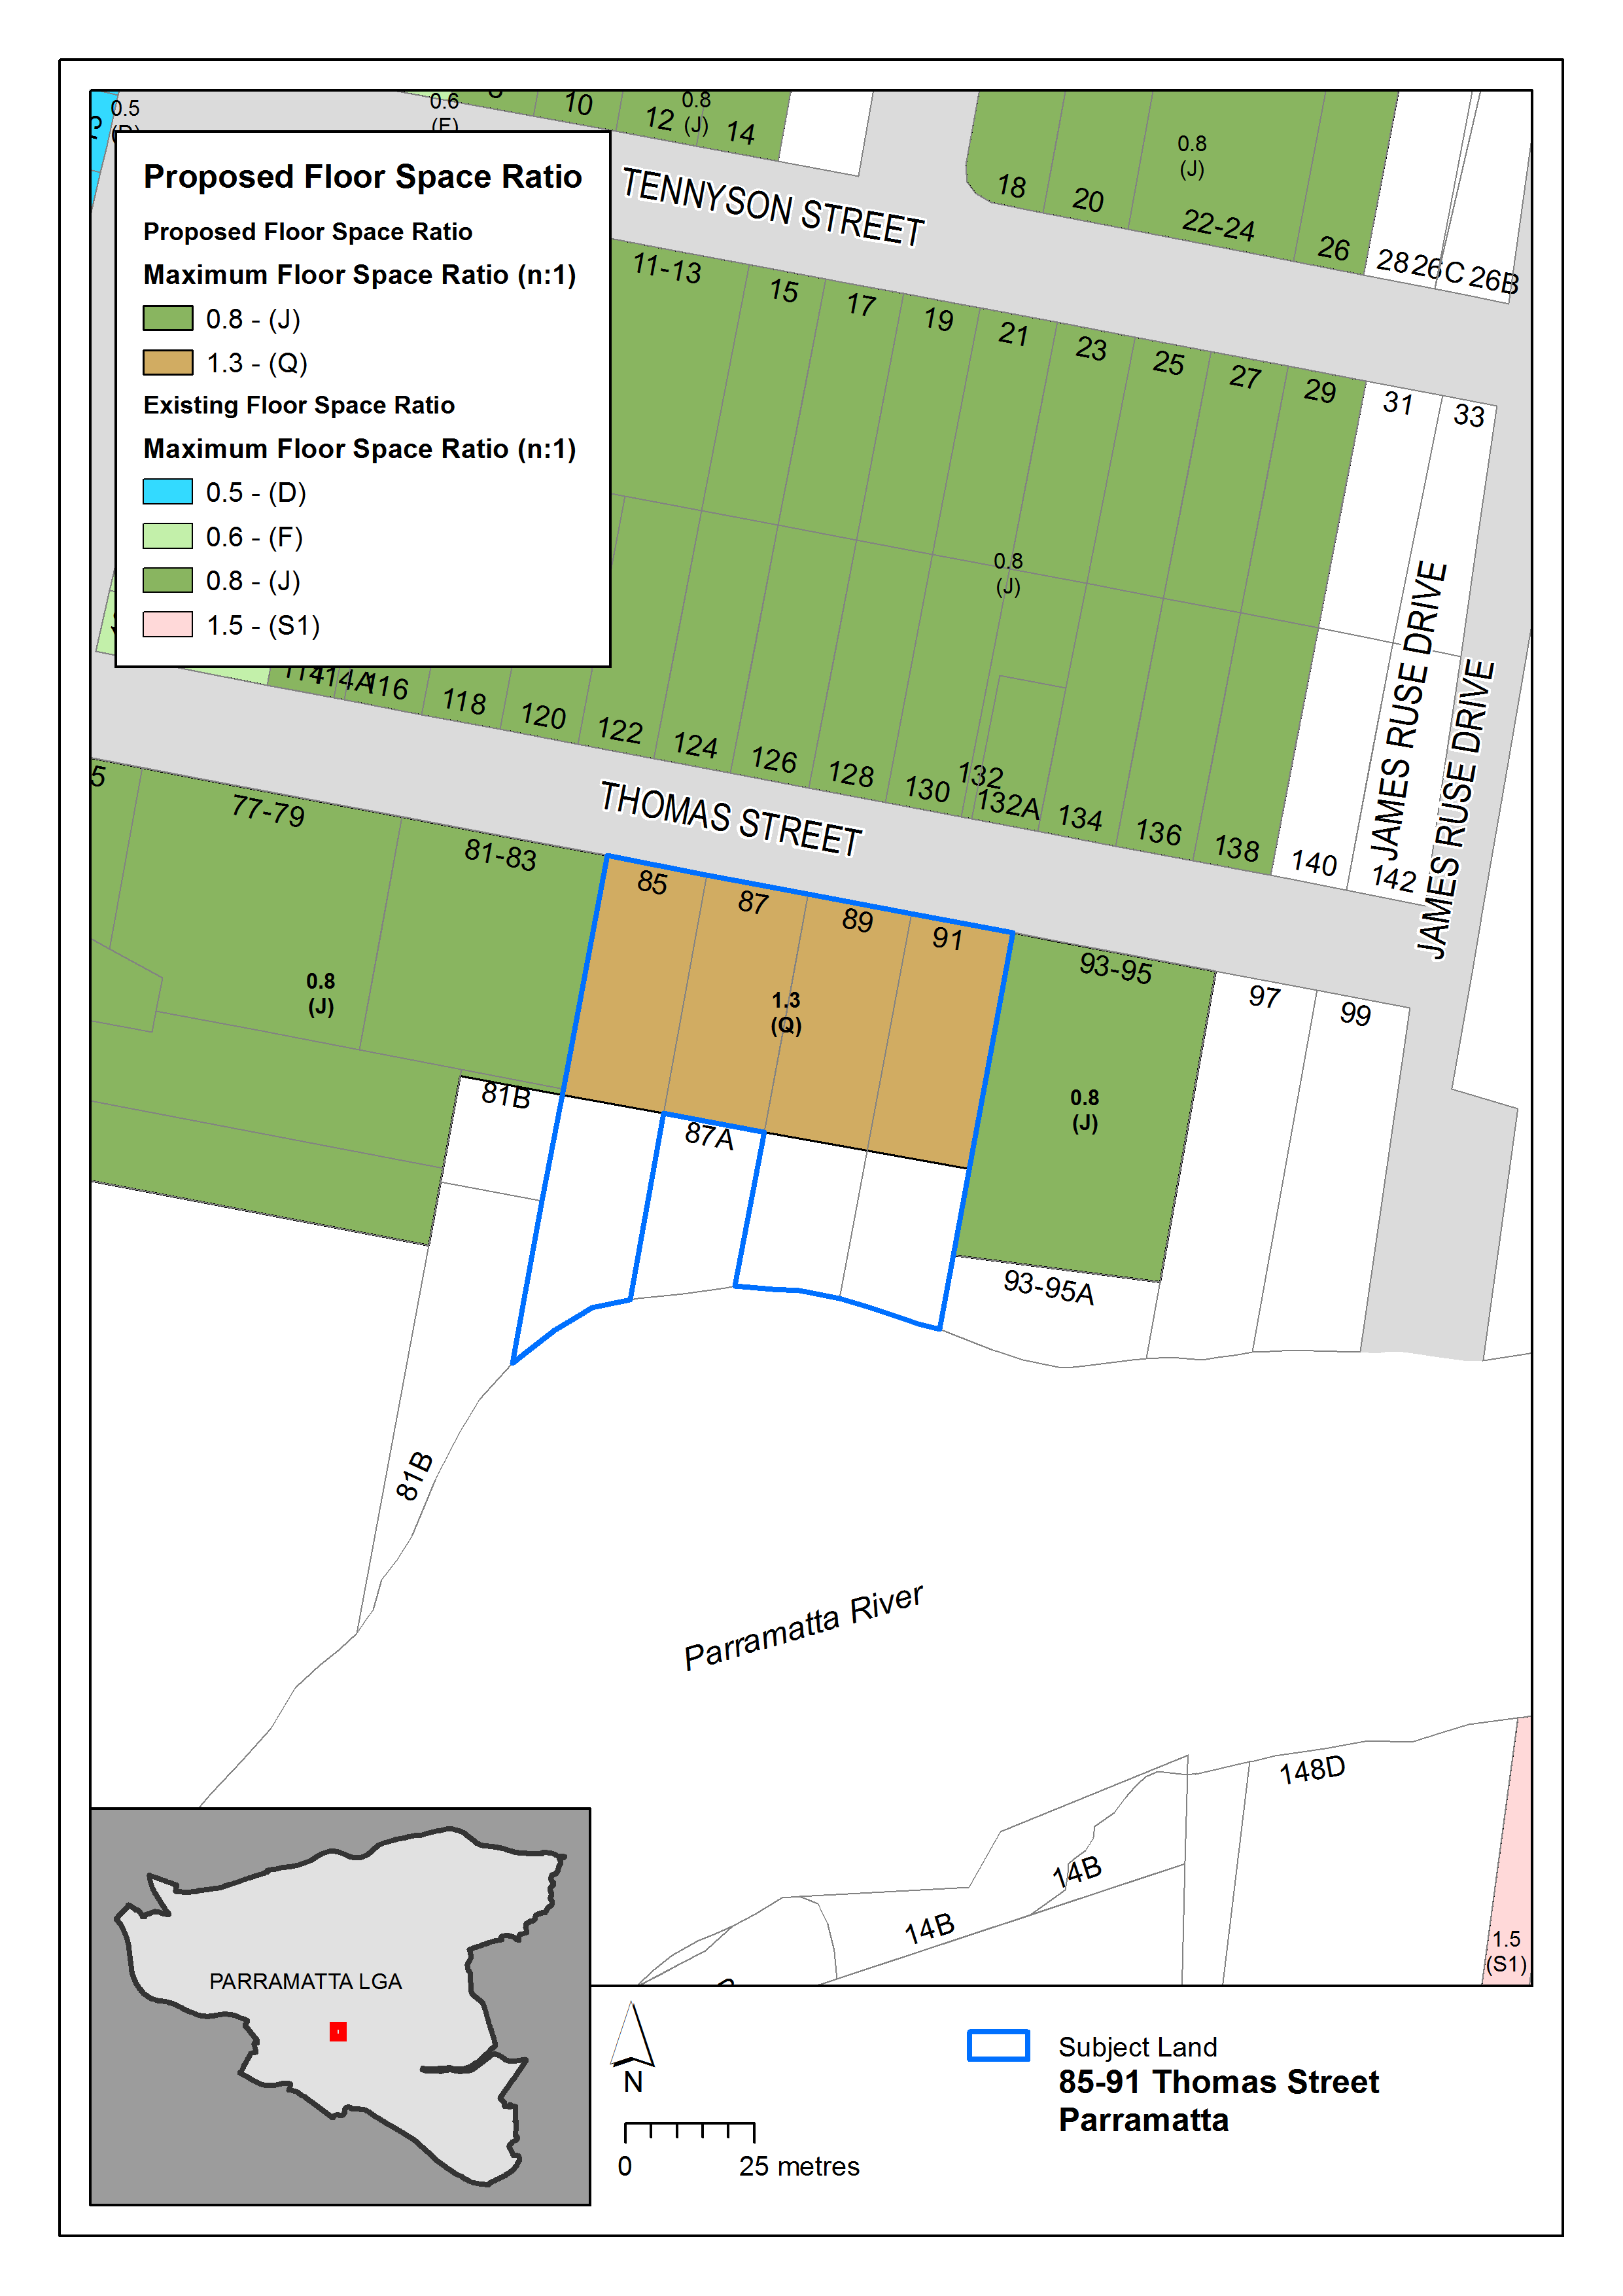 0.5
0.6
10
12
0.8
(J)
14
TENNYSON STREET
18
20
0.8
(J)
22-24
26
28
26C
26B
Proposed Floor Space Ratio
Proposed Floor Space Ratio
Maximum Floor Space Ratio (n:1)
0.8 - (J)
1.3 - (Q)
Existing Floor Space Ratio
Maximum Floor Space Ratio (n:1)
0.5 - (D)
0.6 - (F)
0.8 - (J)
1.5 - (S1)
11-13
15
17
19
21
23
25
27
29
31
33
0.8
(J)
JAMES RUSE DRIVE
JAMES RUSE DRIVE
114A
116
118
120
122
124
126
128
130
132
132A
134
136
138
140
142
THOMAS STREET
5
77-79
81-83
85
87
89
91
93-95
97
99
0.8
(J)
1.3
(Q)
0.8
(J)
81B
87A
93-95A
81B
Parramatta River
148D
14B
14B
1.5
(S1)
PARRAMATTA LGA
N
0 25 metres
Subject Land
85-91 Thomas Street
Parramatta